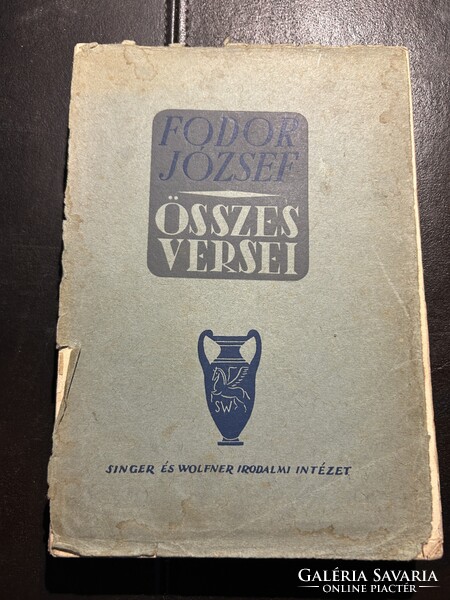 FODOR
JÓZSEF
ÖSSZES
VERSEI
SW
SINGER ÉS WOLFNER IRODALMI INTÉZET
GALÉRIA SAVARIA
ONLINE PIACTÉR